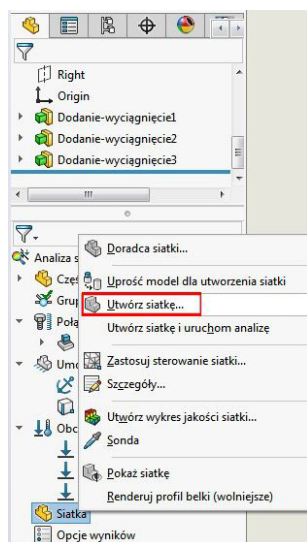 Right
Origin
Dodanie-wyciągnięcie1
Dodanie-wyciągnięcie2
Dodanie-wyciągnięcie3
Analiza s
Doradca siatki...
Częś
Uprość model dla utworzenia siatki
Grup
Utwórz siatkę...
Połą
Utwórz siatkę i uruchom analizę
Umo
Zastosuj sterowanie siatki...
Szczegóły...
Utwórz wykres jakości siatki...
Obc
Sonda
Pokaż siatkę
Siatka
Renderuj profil belki (wolniejsze)
Opcje wyników